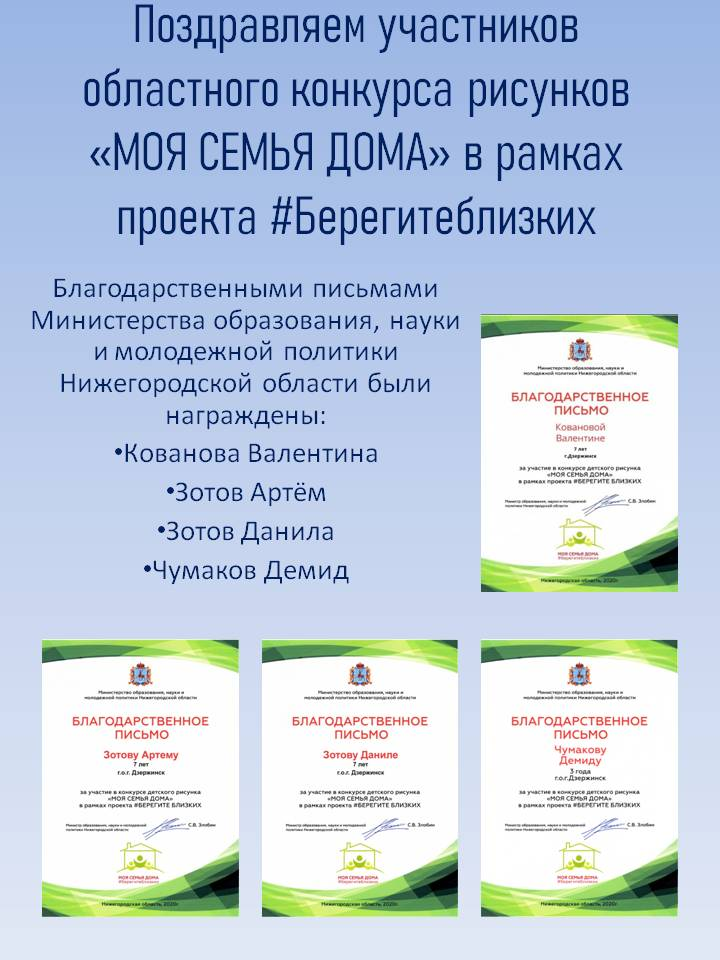 Поздравляем участников
областного конкурса рисунков
«МОЯ СЕМЬЯ ДОМА» в рамках
проекта #Берегитеблизких
Благодарственными письмами
Министерства образования, науки
и молодежной политики
Нижегородской области были
награждены:
•Кованова Валентина
•Зотов Артём
•Зотов Данила
•Чумаков Демид
Министерство образования, науки и
молодежной политики Нижегородской области
БЛАГОДАРСТВЕННОЕ
ПИСЬМО
Ковановой
Валентине
7 лет
г.Дзержинск
за участие в конкурсе детского рисунка
«МОЯ СЕМЬЯ ДОМА»
в рамках проекта #БЕРЕГИТЕ БЛИЗКИХ
Министр образования, науки и молодежной
политики Нижегородской области
С.В. Злобин
МОЯ СЕМЬЯ ДОМА
#берегитеблизких
Нижегородская область, 2020г.
Министерство образования, науки и
молодежной политики Нижегородской области
БЛАГОДАРСТВЕННОЕ
ПИСЬМО
Зотову Артему
7 лет
г.о.г. Дзержинск
за участие в конкурсе детского рисунка
«МОЯ СЕМЬЯ ДОМА»
в рамках проекта #БЕРЕГИТЕ БЛИЗКИХ
Министр образования, науки и молодежной
политики Нижегородской области
С.В. Злобин
МОЯ СЕМЬЯ ДОМА
#берегитеблизких
Нижегородская область, 2020г.
Министерство образования, науки и
молодежной политики Нижегородской области
БЛАГОДАРСТВЕННОЕ
ПИСЬМО
Зотову Даниле
7 лет
г.о.г. Дзержинск
за участие в конкурсе детского рисунка
«МОЯ СЕМЬЯ ДОМА»
в рамках проекта #БЕРЕГИТЕ БЛИЗКИХ
Министр образования, науки и молодежной
политики Нижегородской области
С.В. Злобин
МОЯ СЕМЬЯ ДОМА
#берегитеблизких
Нижегородская область, 2020г.
Министерство образования, науки и
молодежной политики Нижегородской области
БЛАГОДАРСТВЕННОЕ
ПИСЬМО
Чумакову
Демиду
3 года
г.о.г.Дзержинск
за участие в конкурсе детского рисунка
«МОЯ СЕМЬЯ ДОМА»
в рамках проекта #БЕРЕГИТЕ БЛИЗКИХ
Министр образования, науки и молодежной
политики Нижегородской области
С.В. Злобин
МОЯ СЕМЬЯ ДОМА
#берегитеблизких
Нижегородская область, 2020г.